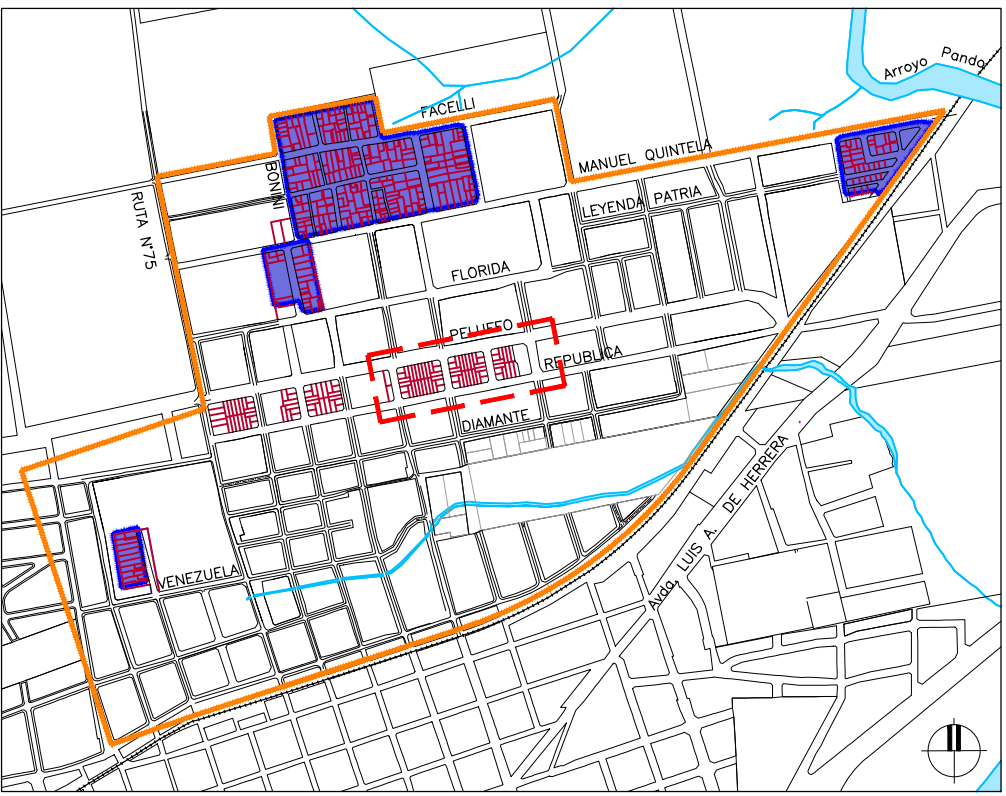 Arroyo Pando
FACELLI
MANUEL QUINTELA
BONINI
RUTA N°75
LEYENDA PATRIA
FLORIDA
PELUFFO
REPUBLICA
DIAMANTE
Avda. LUIS A. DE HERRERA
VENEZUELA